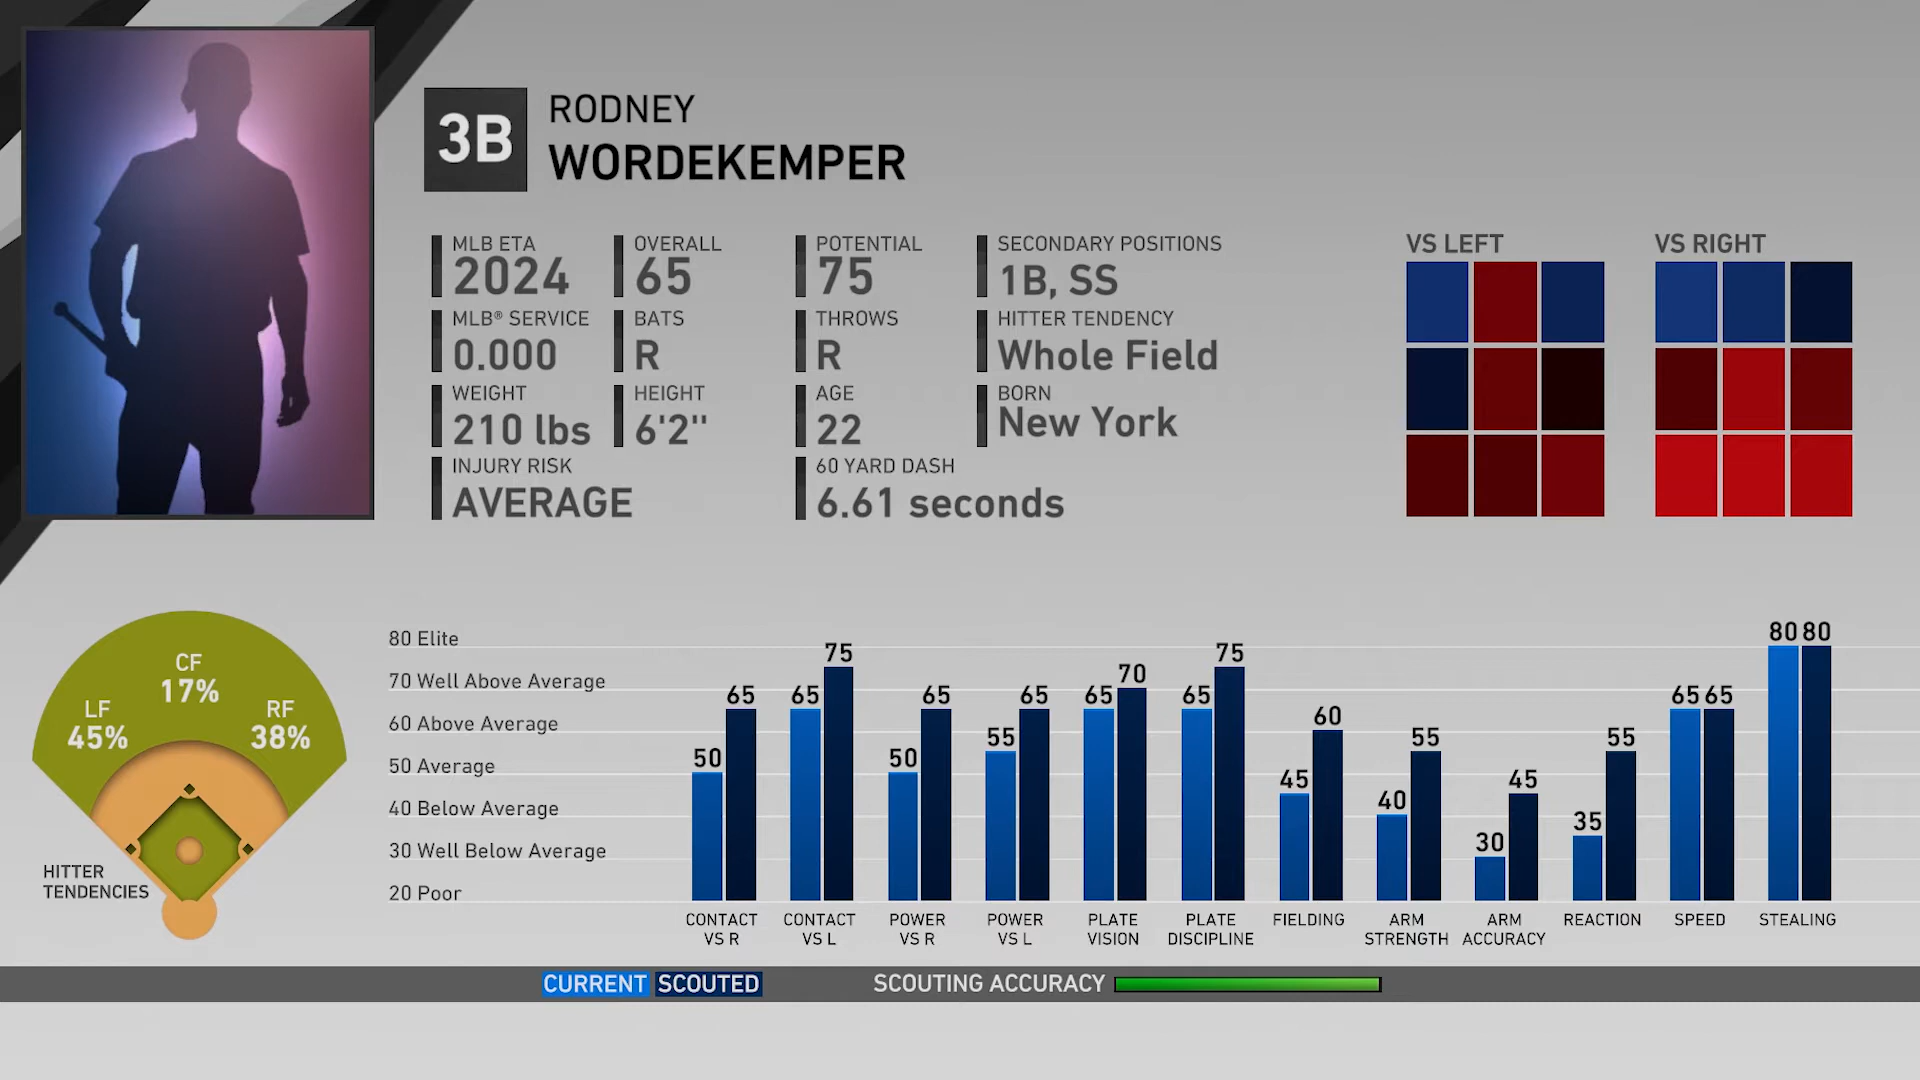 3B
RODNEY
WORDEKEMPER
MLB ETA
2024
OVERALL
65
POTENTIAL
75
SECONDARY POSITIONS
1B, SS
MLB® SERVICE
0.000
BATS
R
THROWS
R
HITTER TENDENCY
Whole Field
WEIGHT
210 lbs
HEIGHT
6'2"
AGE
22
BORN
New York
INJURY RISK
AVERAGE
60 YARD DASH
6.61 seconds
VS LEFT
VS RIGHT
CF
17%
LF
45%
RF
38%
HITTER
TENDENCIES
80 Elite
70 Well Above Average
60 Above Average
50 Average
40 Below Average
30 Well Below Average
20 Poor
50 65
65 75
50 65
55 65
65 70
65 75
45 60
40 55
30 45
35 55
65 65
80 80
CONTACT
VS R
CONTACT
VS L
POWER
VS R
POWER
VS L
PLATE
VISION
PLATE
DISCIPLINE
FIELDING
ARM
STRENGTH
ARM
ACCURACY
REACTION
SPEED
STEALING
CURRENT SCOUTED
SCOUTING ACCURACY